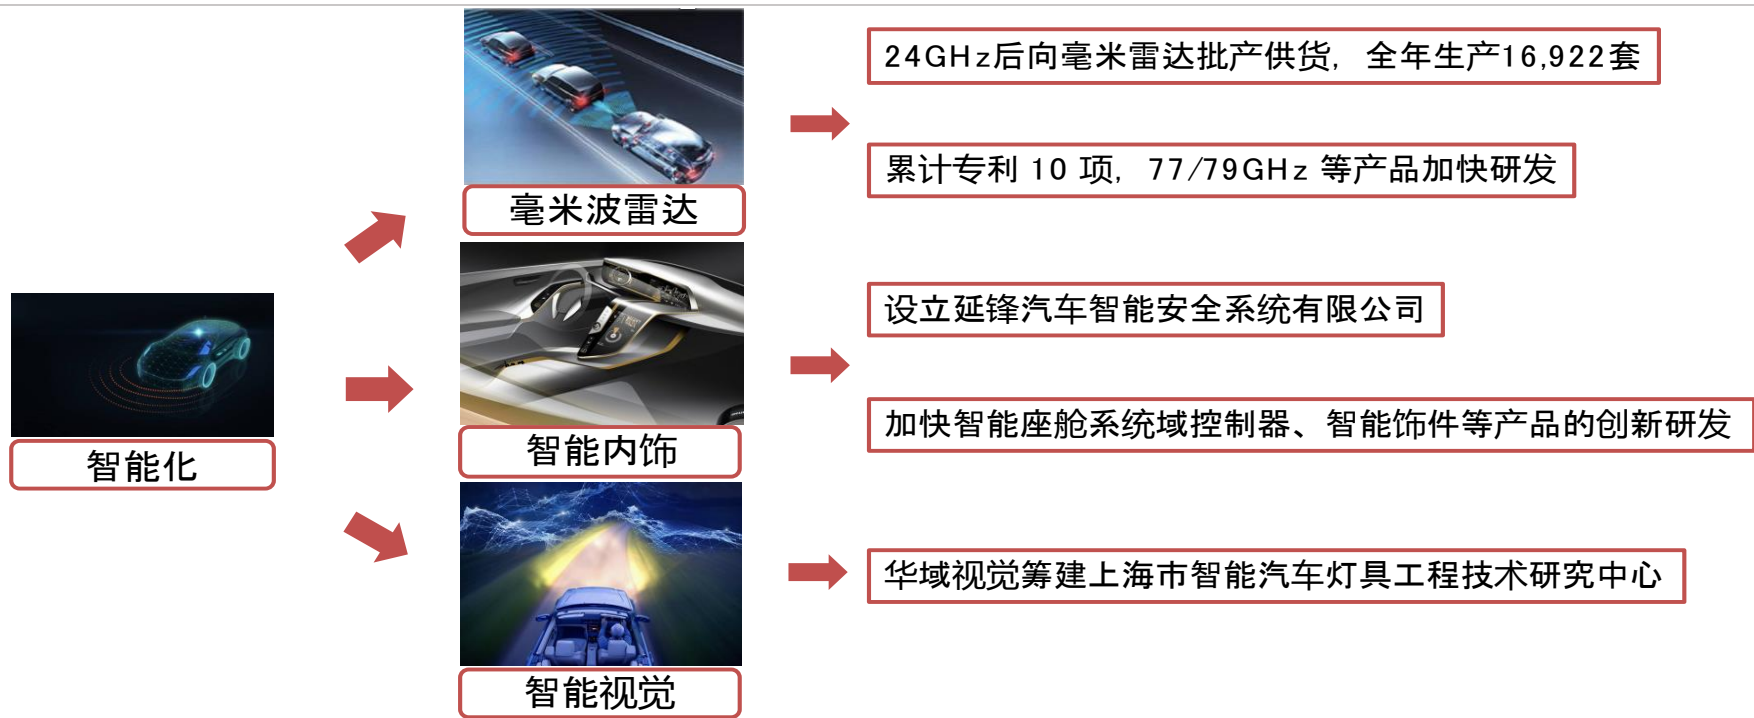 智能化
毫米波雷达
24GHz后向毫米雷达批产供货, 全年生产16,922套
累计专利 10 项, 77/79GHz 等产品加快研发
智能内饰
设立延锋汽车智能安全系统有限公司
加快智能座舱系统域控制器、智能饰件等产品的创新研发
智能视觉
华域视觉筹建上海市智能汽车灯具工程技术研究中心